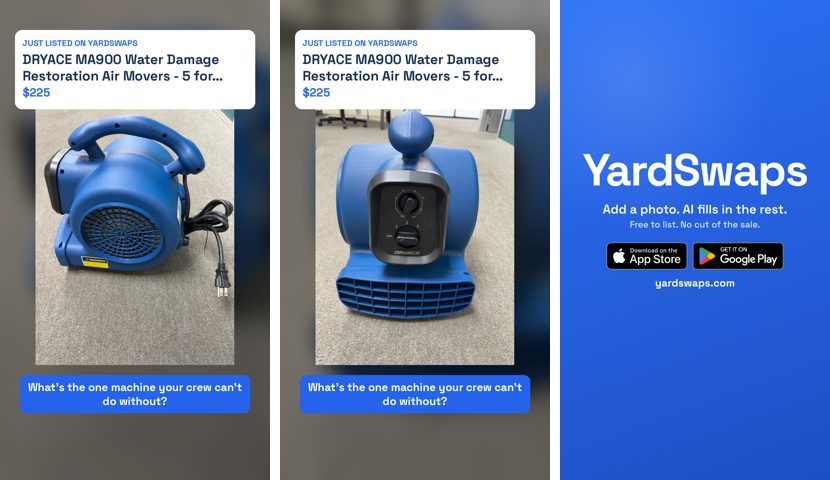 JUST LISTED ON YARDSWAPS
DRYACE MA900 Water Damage
Restoration Air Movers - 5 for...
$225
What's the one machine your crew can't
do without?
JUST LISTED ON YARDSWAPS
DRYACE MA900 Water Damage
Restoration Air Movers - 5 for...
$225
DRYACE
What's the one machine your crew can't
do without?
YardSwaps
Add a photo. AI fills in the rest.
Free to list. No cut of the sale.
Download on the
App Store
GET IT ON
Google Play
yardswaps.com